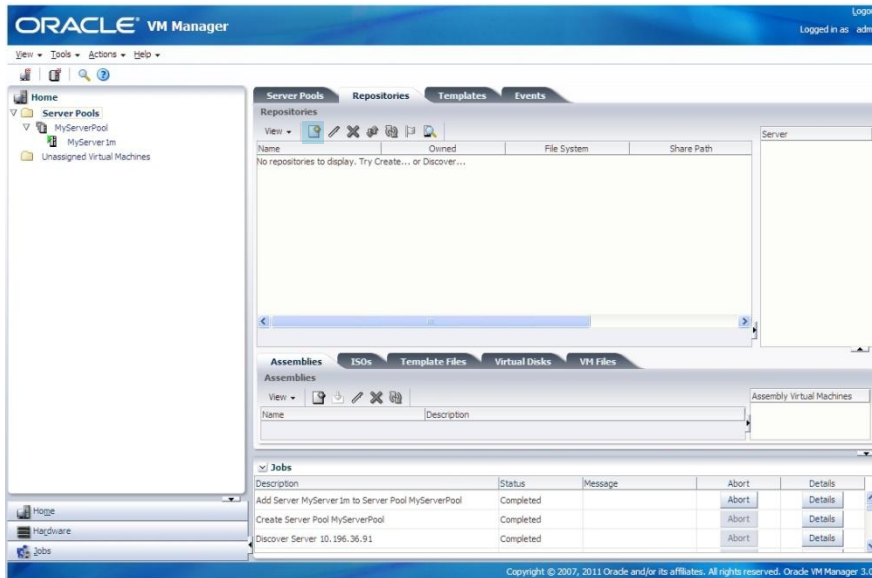 Logou
ORACLE VM Manager
Logged in as adm
View Tools Actions Help
Home
Server Pools
MyServerPool
MyServer1m
Unassigned Virtual Machines
Server Pools Repositories Templates Events
Repositories
View
Server
Name Owned File System Share Path
No repositories to display. Try Create... or Discover...
Assemblies ISOs Template Files Virtual Disks VM Files
Assemblies
View
Assembly Virtual Machines
Name Description
Jobs
Description Status Message Abort Details
Add Server MyServer1m to Server Pool MyServerPool Completed Abort Details
Create Server Pool MyServerPool Completed Abort Details
Discover Server 10.196.36.91 Completed Abort Details
Home
Hardware
Jobs
Copyright © 2007, 2011 Oracle and/or its affiliates. All rights reserved. Oracle VM Manager 3.0